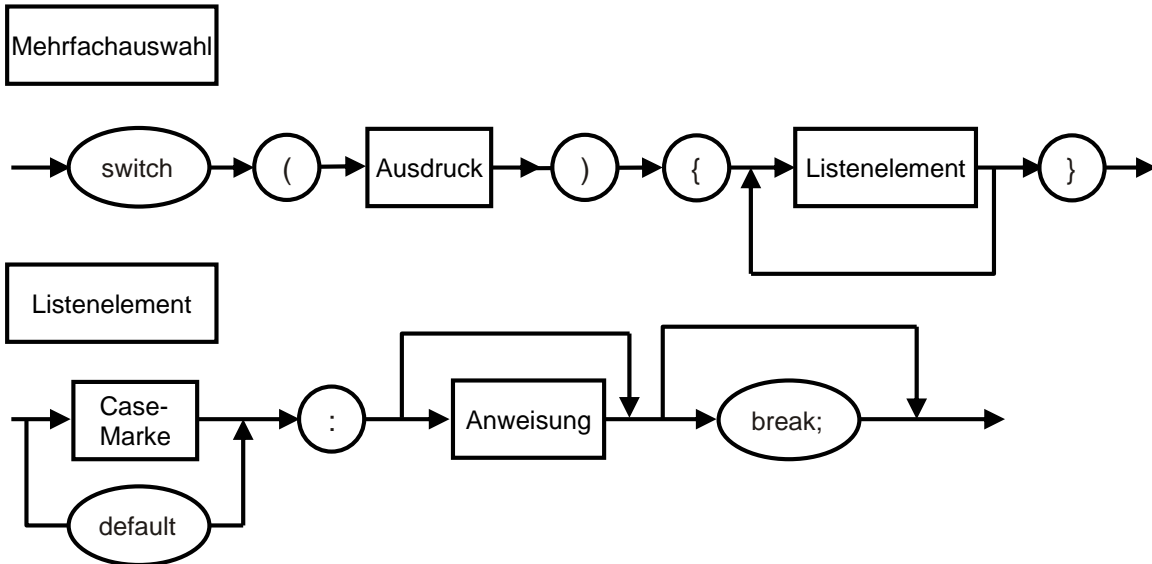 Mehrfachauswahl
switch ( Ausdruck ) { Listenelement }
Listenelement
Case-
Marke : Anweisung break;
default